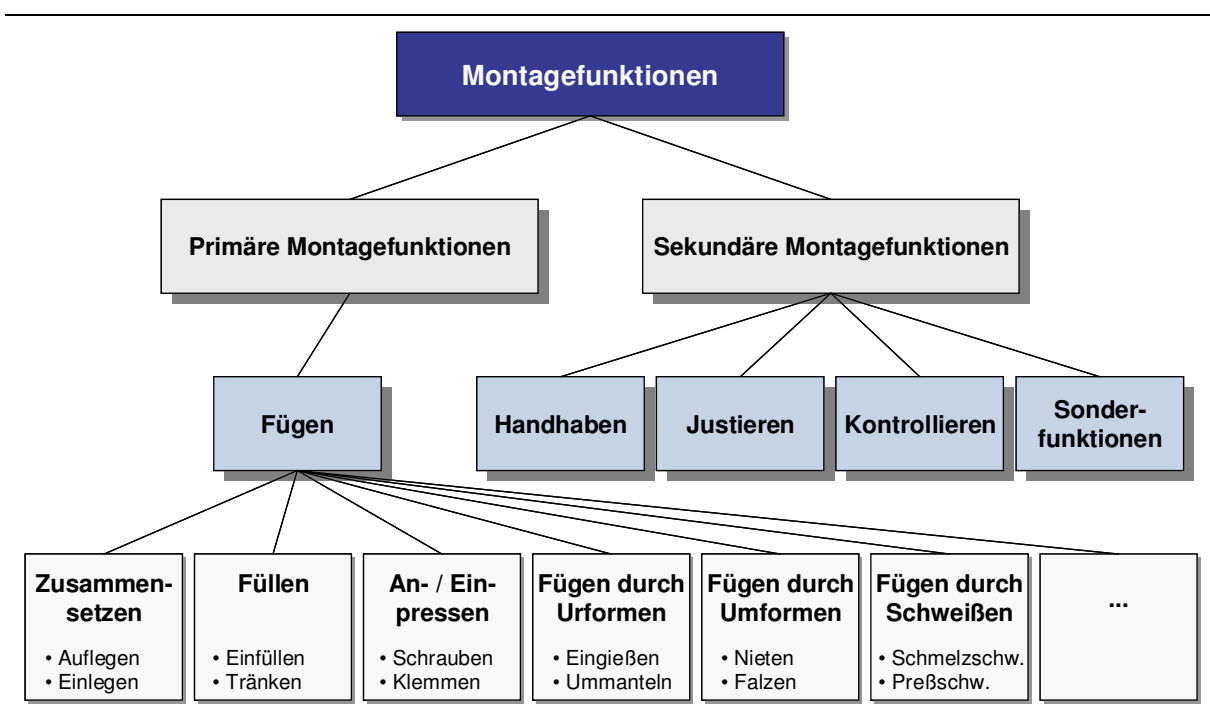 Montagefunktionen
Primäre Montagefunktionen
Sekundäre Montagefunktionen
Fügen
Handhaben
Justieren
Kontrollieren
Sonder-
funktionen
Zusammen-
setzen
• Auflegen
• Einlegen
Füllen
• Einfüllen
• Tränken
An- / Ein-
pressen
• Schrauben
• Klemmen
Fügen durch
Urformen
• Eingießen
• Ummanteln
Fügen durch
Umformen
• Nieten
• Falzen
Fügen durch
Schweißen
• Schmelzschw.
• Preßschw.
...